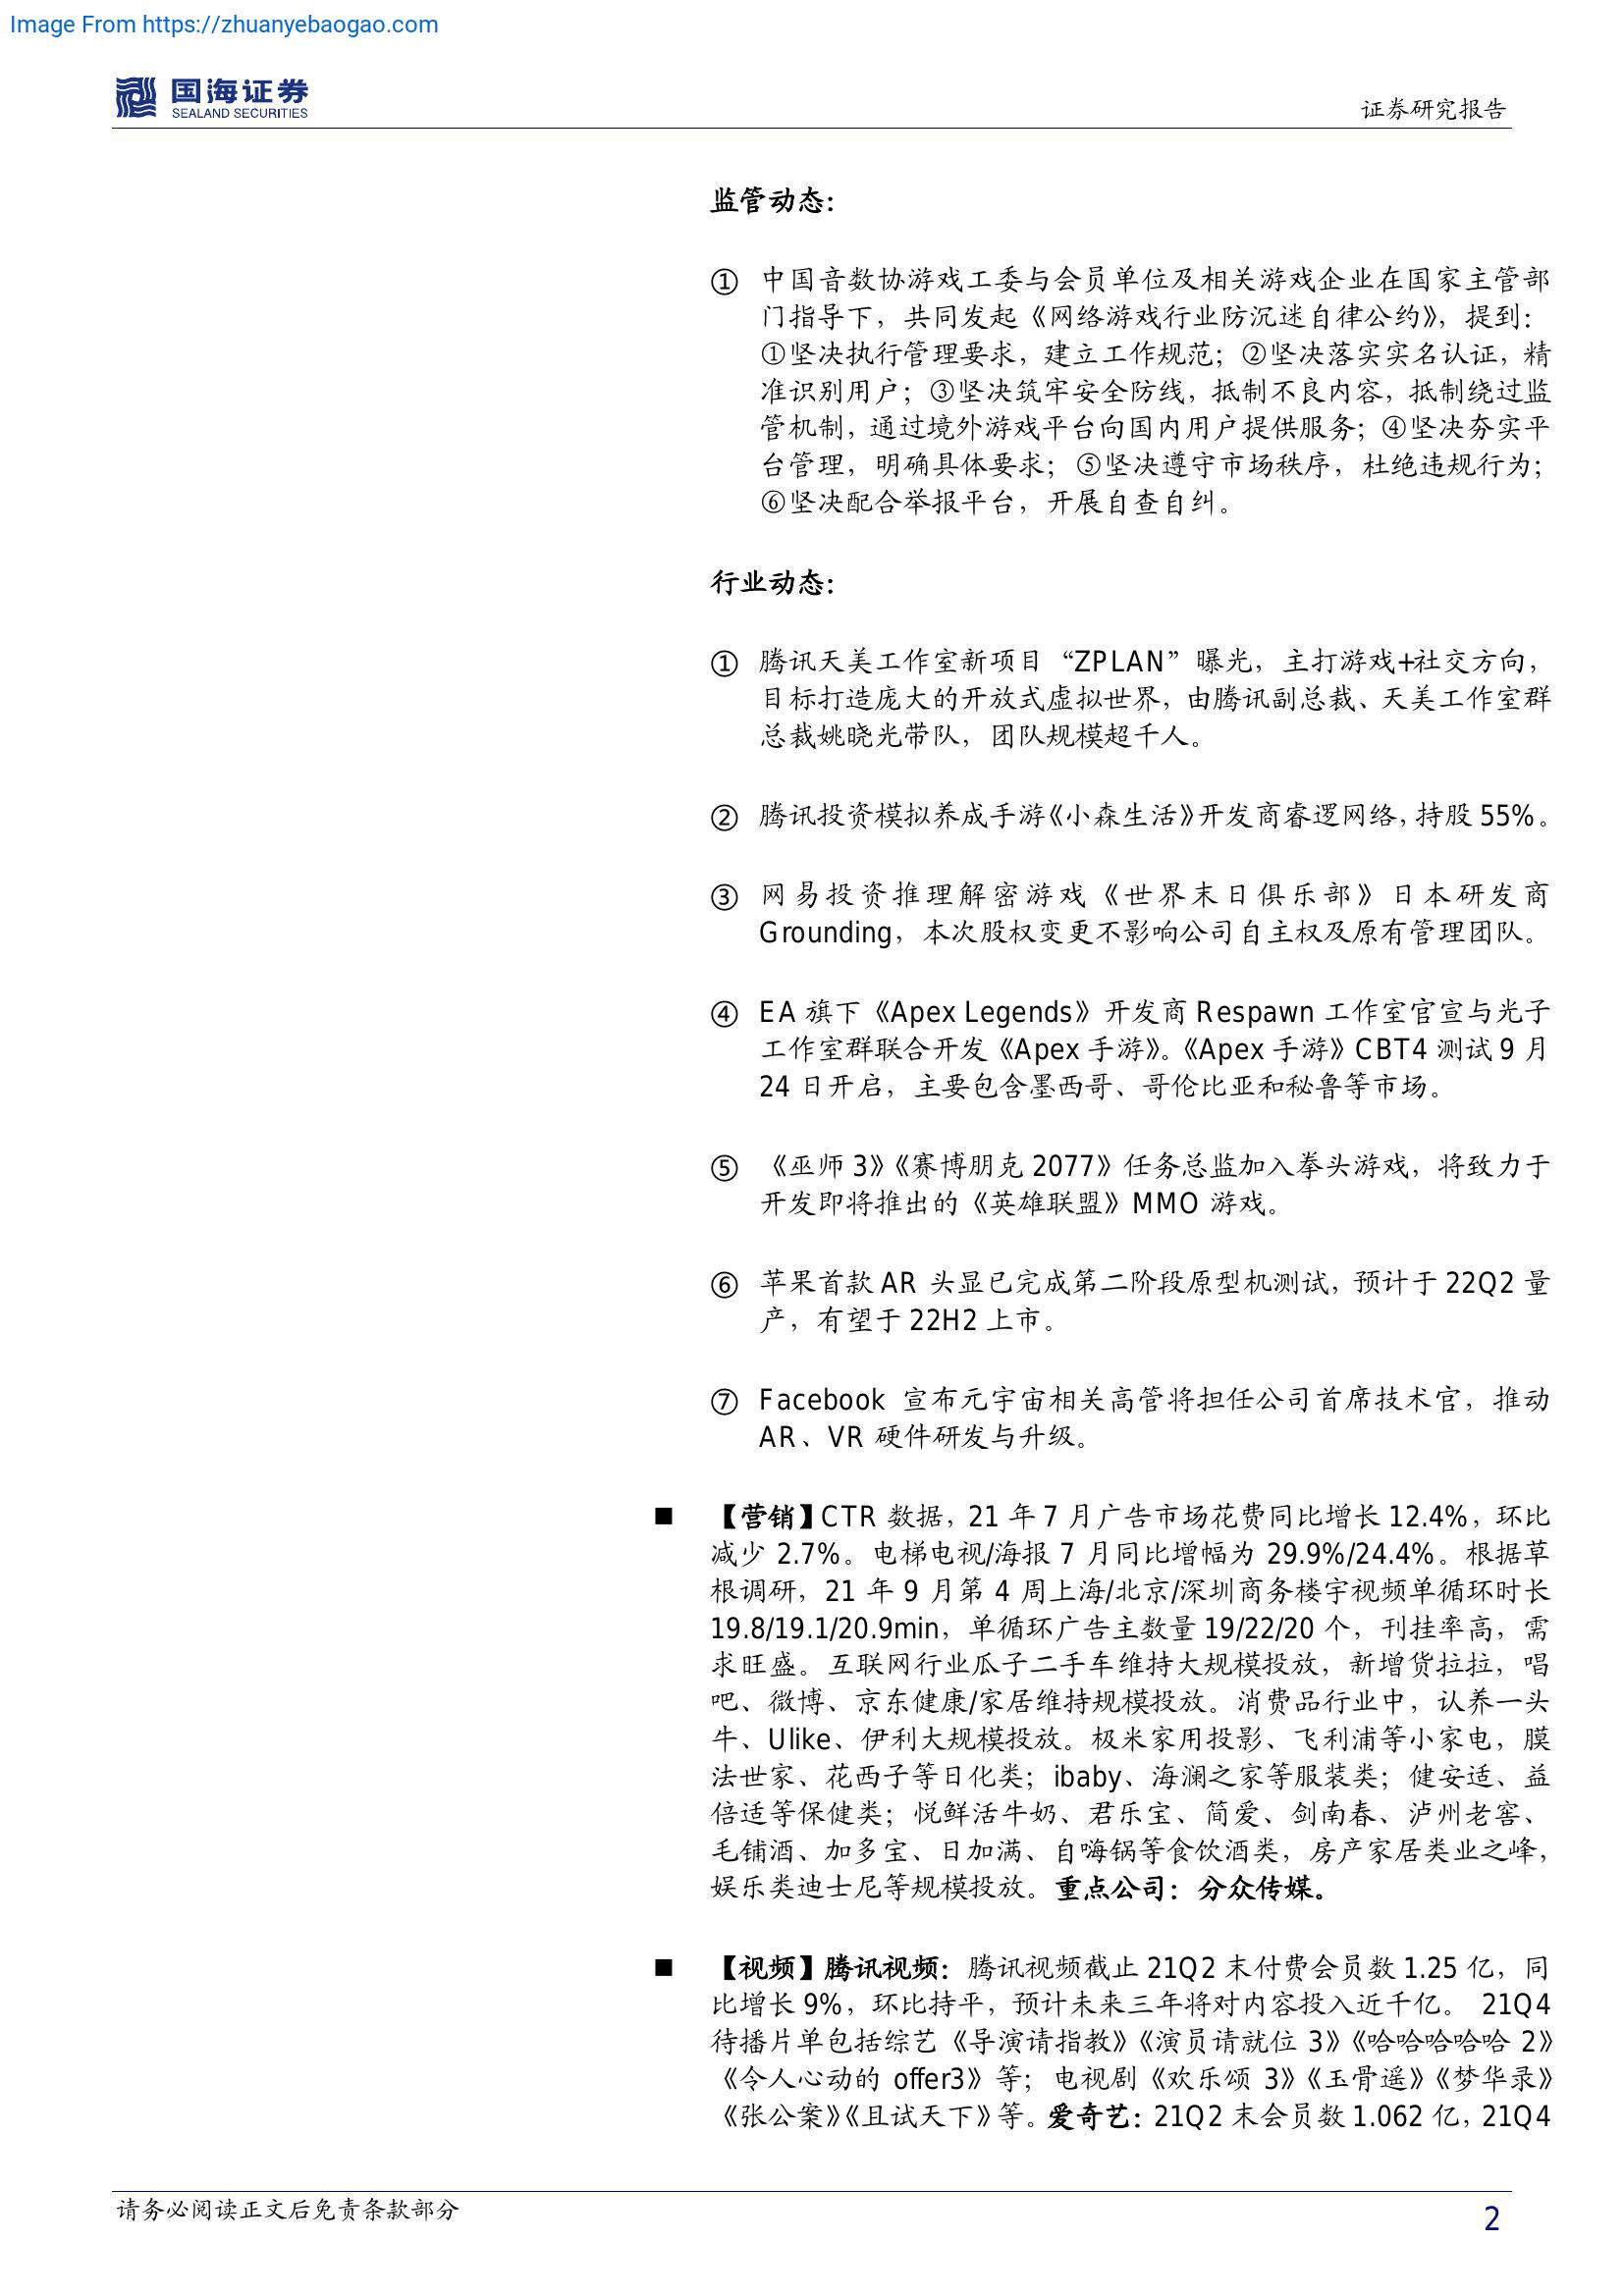 Image From https://zhuanyebaogao.com
国海证券
SEALAND SECURITIES
证券研究报告
监管动态：
① 中国音数协游戏工委与会员单位及相关游戏企业在国家主管部
门指导下，共同发起《网络游戏行业防沉迷自律公约》，提到：
①坚决执行管理要求，建立工作规范；②坚决落实实名认证，精
准识别用户；③坚决筑牢安全防线，抵制不良内容，抵制绕过监
管机制，通过境外游戏平台向国内用户提供服务；④坚决夯实平
台管理，明确具体要求；⑤坚决遵守市场秩序，杜绝违规行为；
⑥坚决配合举报平台，开展自查自纠。
行业动态：
① 腾讯天美工作室新项目“ZPLAN”曝光，主打游戏+社交方向，
目标打造庞大的开放式虚拟世界，由腾讯副总裁、天美工作室群
总裁姚晓光带队，团队规模超千人。
② 腾讯投资模拟养成手游《小森生活》开发商睿逻网络，持股 55%。
③ 网易投资推理解密游戏《世界末日俱乐部》日本研发商
Grounding，本次股权变更不影响公司自主权及原有管理团队。
④ EA 旗下《Apex Legends》开发商 Respawn 工作室官宣与光子
工作室群联合开发《Apex 手游》。《Apex 手游》CBT4 测试 9 月
24 日开启，主要包含墨西哥、哥伦比亚和秘鲁等市场。
⑤ 《巫师 3》《赛博朋克 2077》任务总监加入拳头游戏，将致力于
开发即将推出的《英雄联盟》MMO 游戏。
⑥ 苹果首款 AR 头显已完成第二阶段原型机测试，预计于 22Q2 量
产，有望于 22H2 上市。
⑦ Facebook 宣布元宇宙相关高管将担任公司首席技术官，推动
AR、VR 硬件研发与升级。
■ 【营销】CTR 数据，21 年 7 月广告市场花费同比增长 12.4%，环比
减少 2.7%。电梯电视/海报 7 月同比增幅为 29.9%/24.4%。根据草
根调研，21 年 9 月第 4 周上海/北京/深圳商务楼宇视频单循环时长
19.8/19.1/20.9min，单循环广告主数量 19/22/20 个，刊挂率高，需
求旺盛。互联网行业瓜子二手车维持大规模投放，新增货拉拉，唱
吧、微博、京东健康/家居维持规模投放。消费品行业中，认养一头
牛、Ulike、伊利大规模投放。极米家用投影、飞利浦等小家电，膜
法世家、花西子等日化类；ibaby、海澜之家等服装类；健安适、益
倍适等保健类；悦鲜活牛奶、君乐宝、简爱、剑南春、泸州老窖、
毛铺酒、加多宝、日加满、自嗨锅等食饮酒类，房产家居类业之峰，
娱乐类迪士尼等规模投放。重点公司：分众传媒。
■ 【视频】腾讯视频：腾讯视频截止 21Q2 末付费会员数 1.25 亿，同
比增长 9%，环比持平，预计未来三年将对内容投入近千亿。 21Q4
待播片单包括综艺《导演请指教》《演员请就位 3》《哈哈哈哈哈 2》
《令人心动的 offer3》等；电视剧《欢乐颂 3》《玉骨遥》《梦华录》
《张公案》《且试天下》等。爱奇艺：21Q2 末会员数 1.062 亿，21Q4
请务必阅读正文后免责条款部分
2